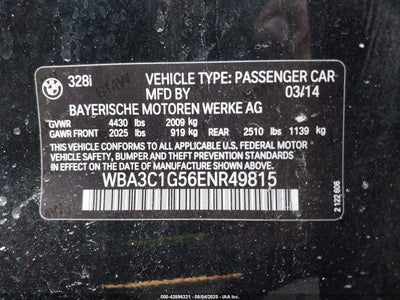 328i VEHICLE TYPE: PASSENGER CAR
MFD BY 03/14
BAYERISCHE MOTOREN WERKE AG
GVWR 4430 lbs 2009 kg
GAWR FRONT 2025 lbs 919 kg REAR 2510 lbs 1139 kg
THIS VEHICLE CONFORMS TO ALL APPLICABLE U.S. FEDERAL MOTOR
VEHICLE SAFETY, BUMPER, AND THEFT PREVENTION STANDARDS
IN EFFECT ON THE DATE OF MANUFACTURE SHOWN ABOVE.
WBA3C1G56ENR49815
2 122 606
000-42896321 - 08/04/2025 - IAAI